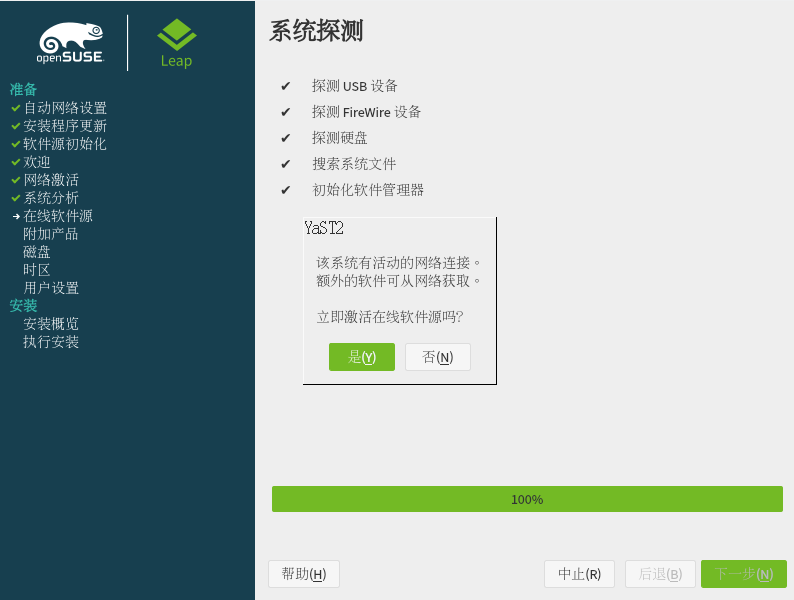 openSUSE
Leap
准备
自动网络设置
安装程序更新
软件源初始化
欢迎
网络激活
系统分析
在线软件源
附加产品
磁盘
时区
用户设置
安装
安装概览
执行安装
系统探测
探测 USB 设备
探测 FireWire 设备
探测硬盘
搜索系统文件
初始化软件管理器
YaST2
该系统有活动的网络连接。
额外的软件可从网络获取。
立即激活在线软件源吗?
是(Y) 否(N)
100%
帮助(H) 中止(R) 后退(B) 下一步(N)